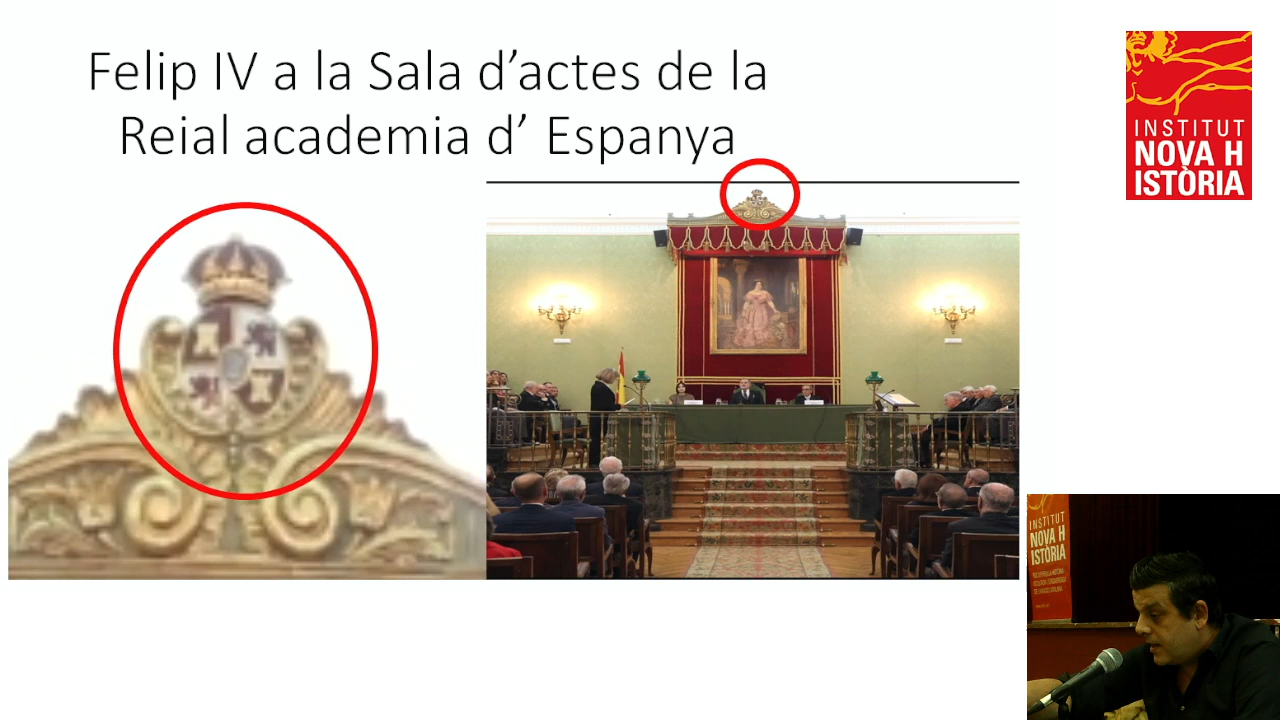 Felip IV a la Sala d’actes de la
Reial academia d’ Espanya
INSTITUT
NOVA H
ISTÒRIA
INSTITUT
NOVA H
ISTÒRIA